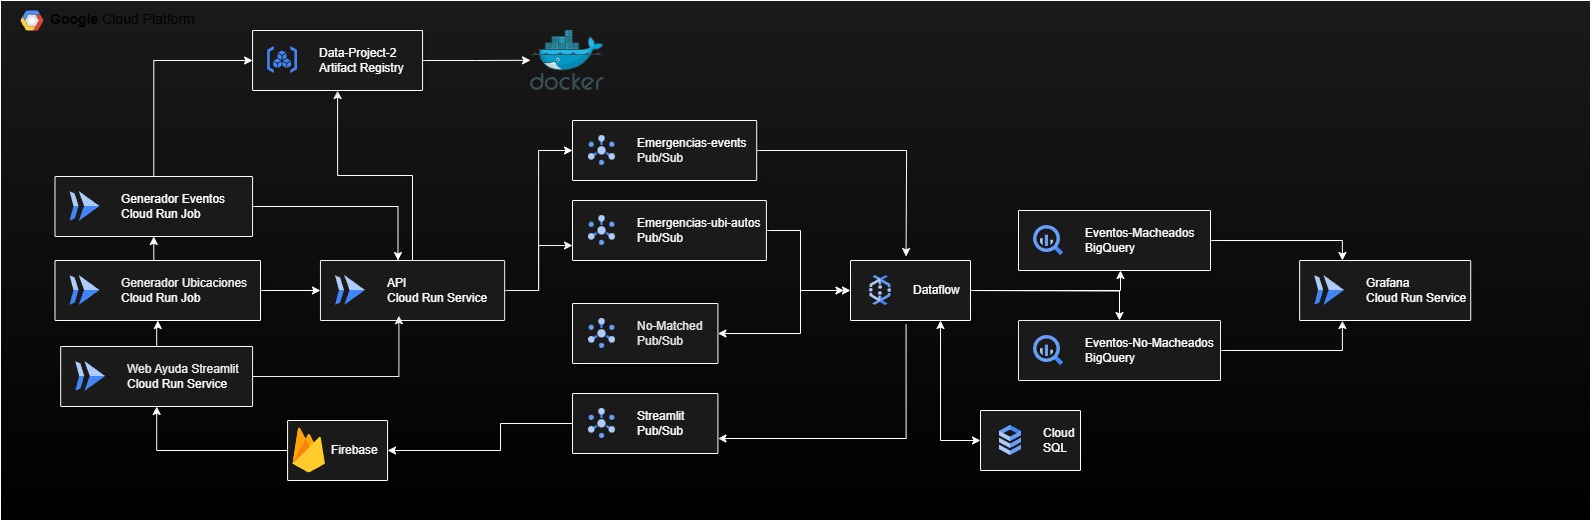 Google Cloud Platform
Data-Project-2
Artifact Registry
docker
Emergencias-events
Pub/Sub
Generador Eventos
Cloud Run Job
Emergencias-ubi-autos
Pub/Sub
Eventos-Macheados
BigQuery
Generador Ubicaciones
Cloud Run Job
API
Cloud Run Service
Dataflow
Grafana
Cloud Run Service
No-Matched
Pub/Sub
Eventos-No-Macheados
BigQuery
Web Ayuda Streamlit
Cloud Run Service
Streamlit
Pub/Sub
Firebase
Cloud
SQL